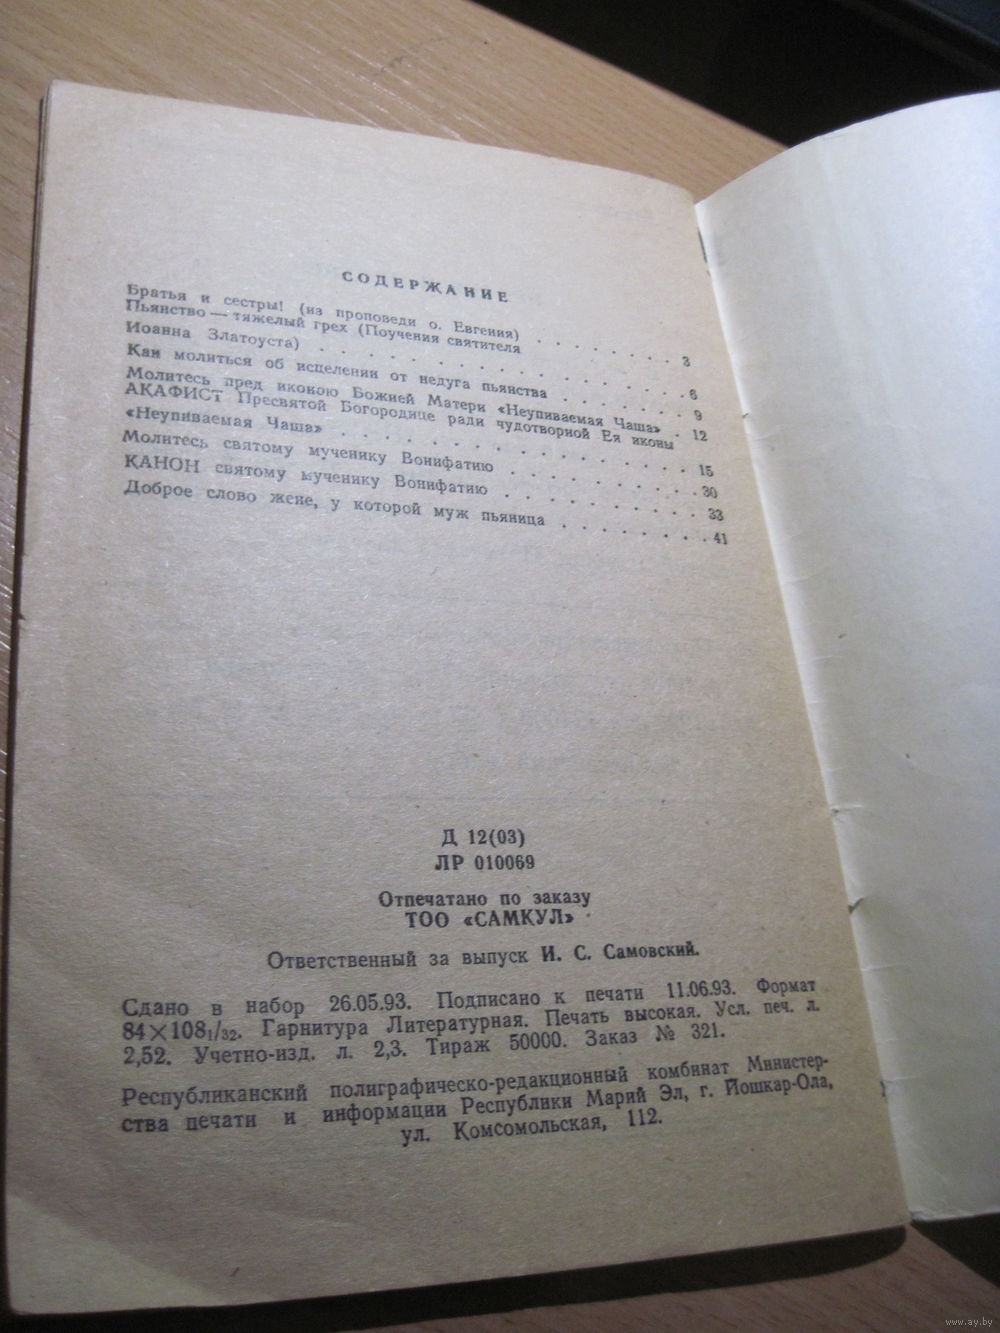 СОДЕРЖАНИЕ
Братья и сестры! (из проповеди о. Евгения) . . . . . . . . 3
Пьянство — тяжелый грех (Поучения святителя
Иоанна Златоуста) . . . . . . . . . . . . . . . . . 6
Как молиться об исцелении от недуга пьянства . . . . . . . 9
Молитесь пред иконою Божией Матери «Неупиваемая Чаша» . 12
АКАФИСТ Пресвятой Богородице ради чудотворной Ея иконы
«Неупиваемая Чаша» . . . . . . . . . . . . . . . . 15
Молитесь святому мученику Вонифатию . . . . . . . . . 30
КАНОН святому мученику Вонифатию . . . . . . . . . . 33
Доброе слово жене, у которой муж пьяница . . . . . . . . 41
Д 12(03)
ЛР 010069
Отпечатано по заказу
ТОО «САМКУЛ»
Ответственный за выпуск И. С. Самовский.
Сдано в набор 26.05.93. Подписано к печати 11.06.93. Формат
84×108₁/₃₂. Гарнитура Литературная. Печать высокая. Усл. печ. л.
2,52. Учетно-изд. л. 2,3. Тираж 50000. Заказ № 321.
Республиканский полиграфическо-редакционный комбинат Министер-
ства печати и информации Республики Марий Эл, г. Йошкар-Ола,
ул. Комсомольская, 112.
www.ay.by